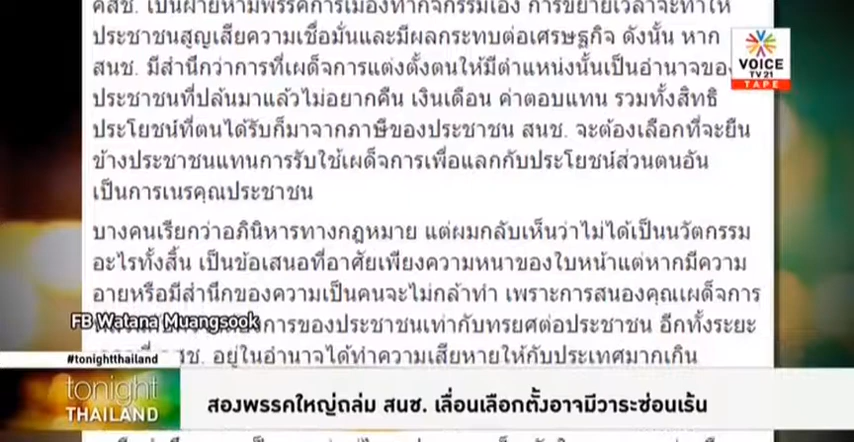 คสช. เป็นฝ่ายห้ามพรรคการเมืองทำกิจกรรมเอง การขยายเวลาจะทำให้
ประชาชนสูญเสียความเชื่อมั่นและมีผลกระทบต่อเศรษฐกิจ ดังนั้น หาก
สนช. มีสำนึกว่าการที่เผด็จการแต่งตั้งตนให้มีตำแหน่งนั้นเป็นอำนาจของ
ประชาชนที่ปล้นมาแล้วไม่อยากคืน เงินเดือน ค่าตอบแทน รวมทั้งสิทธิ
ประโยชน์ที่ตนได้รับก็มาจากภาษีของประชาชน สนช. จะต้องเลือกที่จะยืน
ข้างประชาชนแทนการรับใช้เผด็จการเพื่อแลกกับประโยชน์ส่วนตนอัน
เป็นการเนรคุณประชาชน
บางคนเรียกว่าอภินิหารทางกฎหมาย แต่ผมกลับเห็นว่าไม่ได้เป็นนวัตกรรม
อะไรทั้งสิ้น เป็นข้อเสนอที่อาศัยเพียงความหนาของใบหน้าแต่หากมีความ
อายหรือมีสำนึกของความเป็นคนจะไม่กล้าทำ เพราะการสนองคุณเผด็จการ
การของประชาชนเท่ากับทรยศต่อประชาชน อีกทั้งระยะ
อยู่ในอำนาจได้ทำความเสียหายให้กับประเทศมากเกิน
VOICE
TV 21
TAPE
FB Watana Muangsook
#tonightthailand
tonight
THAILAND
สองพรรคใหญ่ถล่ม สนช. เลื่อนเลือกตั้งอาจมีวาระซ่อนเร้น